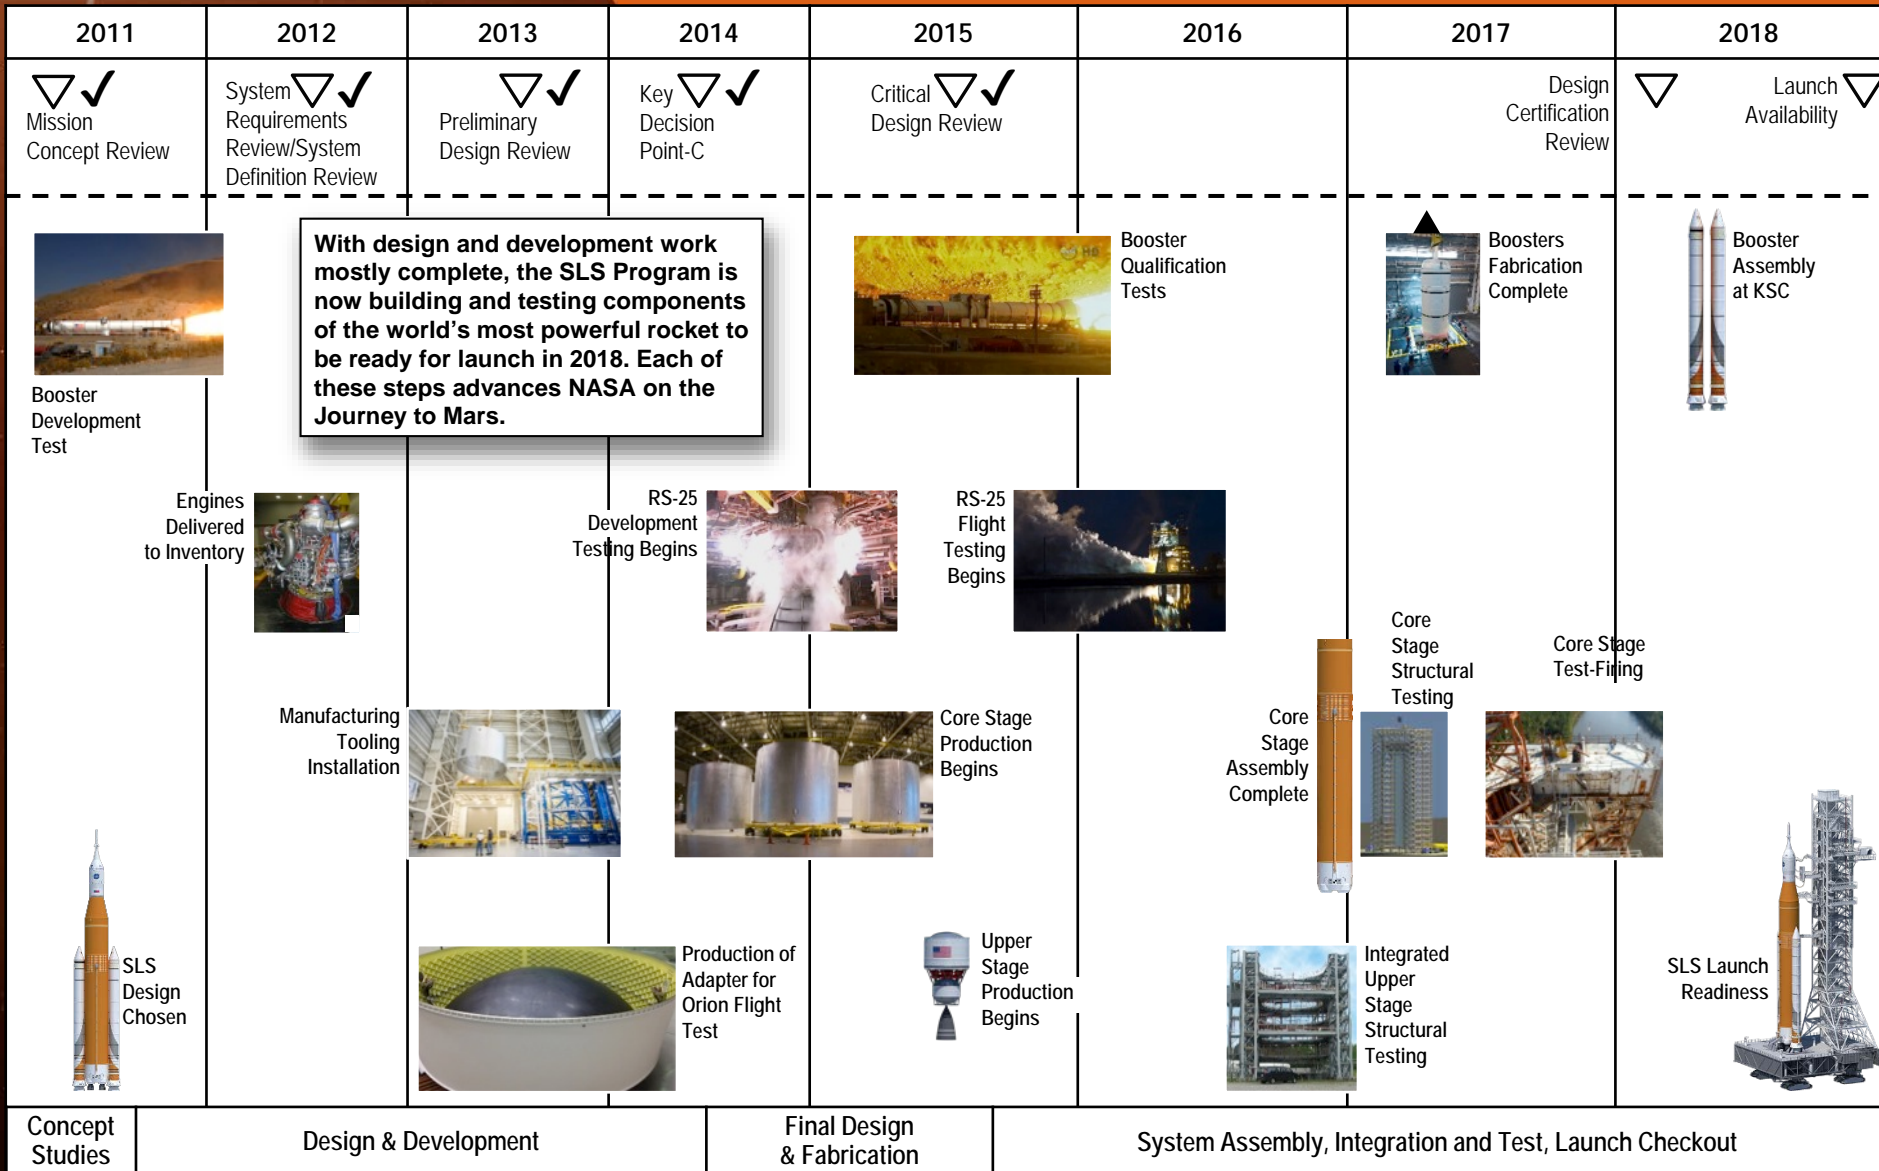 2011
2012
2013
2014
2015
2016
2017
2018
Mission
Concept Review
System
Requirements
Review/System
Definition Review
Preliminary
Design Review
Key
Decision
Point-C
Critical
Design Review
Design
Certification
Review
Launch
Availability
With design and development work
mostly complete, the SLS Program is
now building and testing components
of the world’s most powerful rocket to
be ready for launch in 2018. Each of
these steps advances NASA on the
Journey to Mars.
Booster
Development
Test
HD
Booster
Qualification
Tests
Boosters
Fabrication
Complete
Booster
Assembly
at KSC
Engines
Delivered
to Inventory
RS-25
Development
Testing Begins
RS-25
Flight
Testing
Begins
Manufacturing
Tooling
Installation
Core Stage
Production
Begins
Core
Stage
Assembly
Complete
Core
Stage
Structural
Testing
Core Stage
Test-Firing
SLS
Design
Chosen
Production of
Adapter for
Orion Flight
Test
Upper
Stage
Production
Begins
Integrated
Upper
Stage
Structural
Testing
SLS Launch
Readiness
Concept
Studies
Design & Development
Final Design
& Fabrication
System Assembly, Integration and Test, Launch Checkout